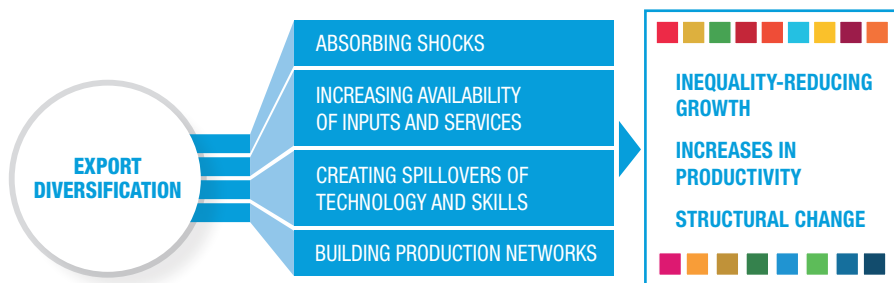 EXPORT
DIVERSIFICATION
ABSORBING SHOCKS
INCREASING AVAILABILITY
OF INPUTS AND SERVICES
CREATING SPILLOVERS OF
TECHNOLOGY AND SKILLS
BUILDING PRODUCTION NETWORKS
INEQUALITY-REDUCING
GROWTH
INCREASES IN
PRODUCTIVITY
STRUCTURAL CHANGE